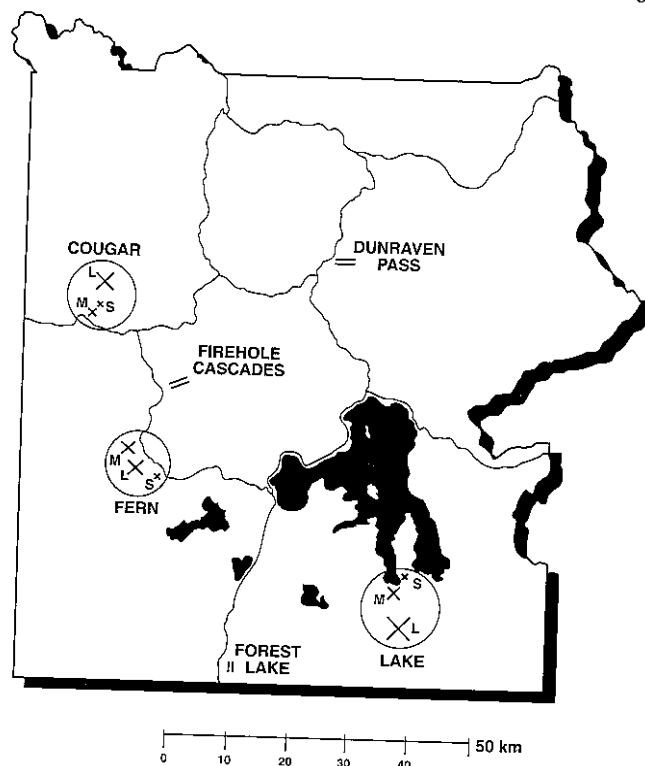 COUGAR
L
M
S
DUNRAVEN
PASS
FIREHOLE
CASCADES
M
L
S
FERN
S
M
L
FOREST
LAKE
LAKE
50 km
0
10
20
30
40